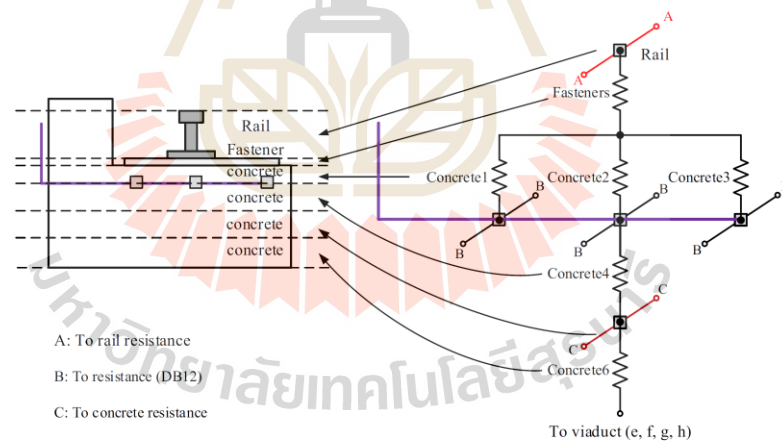 A
Rail
A
Fasteners
Rail
Fastener
concrete
Concrete1
Concrete2
Concrete3
B
B
concrete
concrete
B
B
B
concrete
Concrete4
C
A: To rail resistance
C
B: To resistance (DB12)
Concrete6
C: To concrete resistance
To viaduct (e, f, g, h)
มหาวิทยาลัยเทคโนโลยีสุรนารี